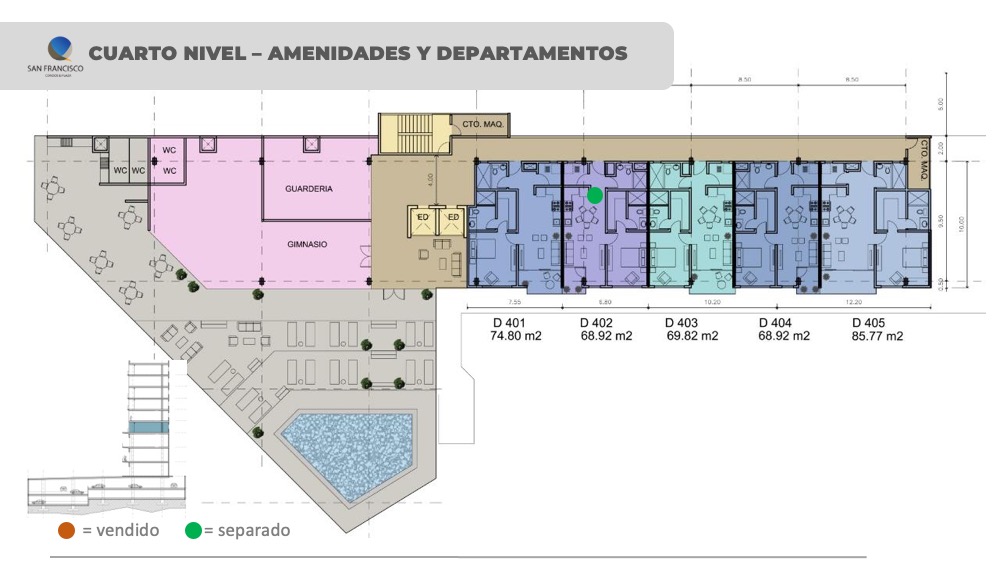 CUARTO NIVEL – AMENIDADES Y DEPARTAMENTOS
SAN FRANCISCO
8.50
8.50
6.00
CTO. MAQ.
CTO. MAQ.
2.00
WC
WC
WC
WC
GUARDERIA
4.00
GIMNASIO
ED
ED
9.50
10.00
0.50
7.55
6.80
10.20
12.20
D 401
74.80 m2
D 402
68.92 m2
D 403
69.82 m2
D 404
68.92 m2
D 405
85.77 m2
= vendido
= separado